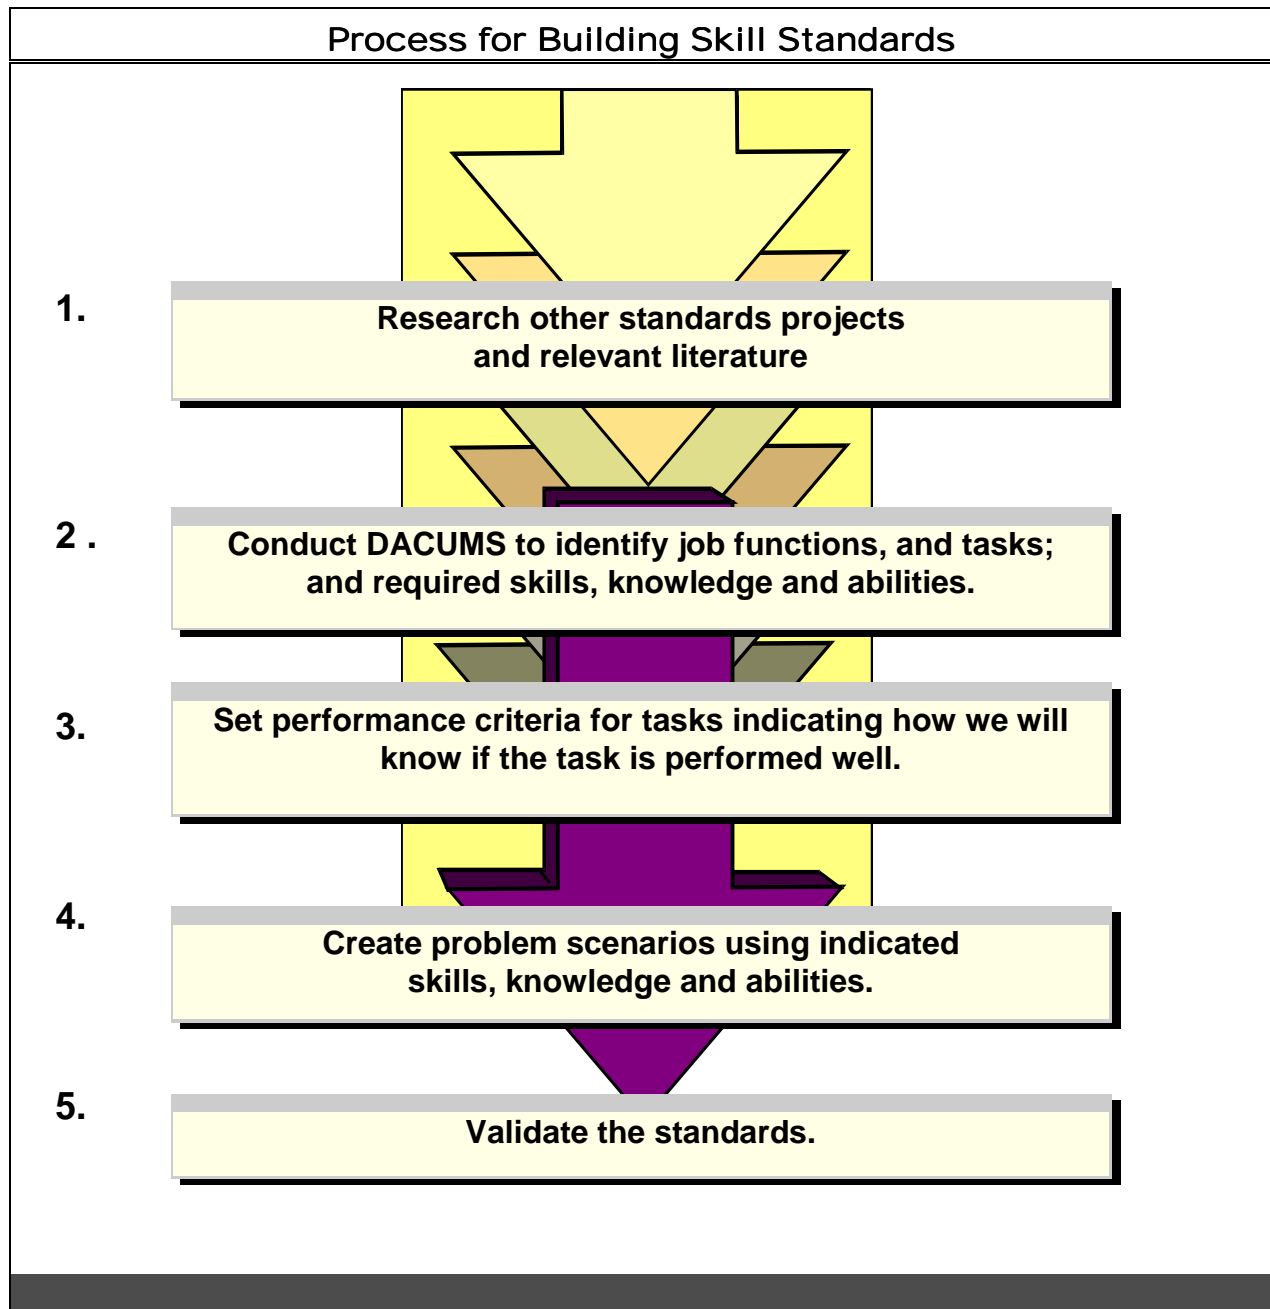 Process for Building Skill Standards
1.
Research other standards projects
and relevant literature
2 .
Conduct DACUMS to identify job functions, and tasks;
and required skills, knowledge and abilities.
3.
Set performance criteria for tasks indicating how we will
know if the task is performed well.
4.
Create problem scenarios using indicated
skills, knowledge and abilities.
5.
Validate the standards.